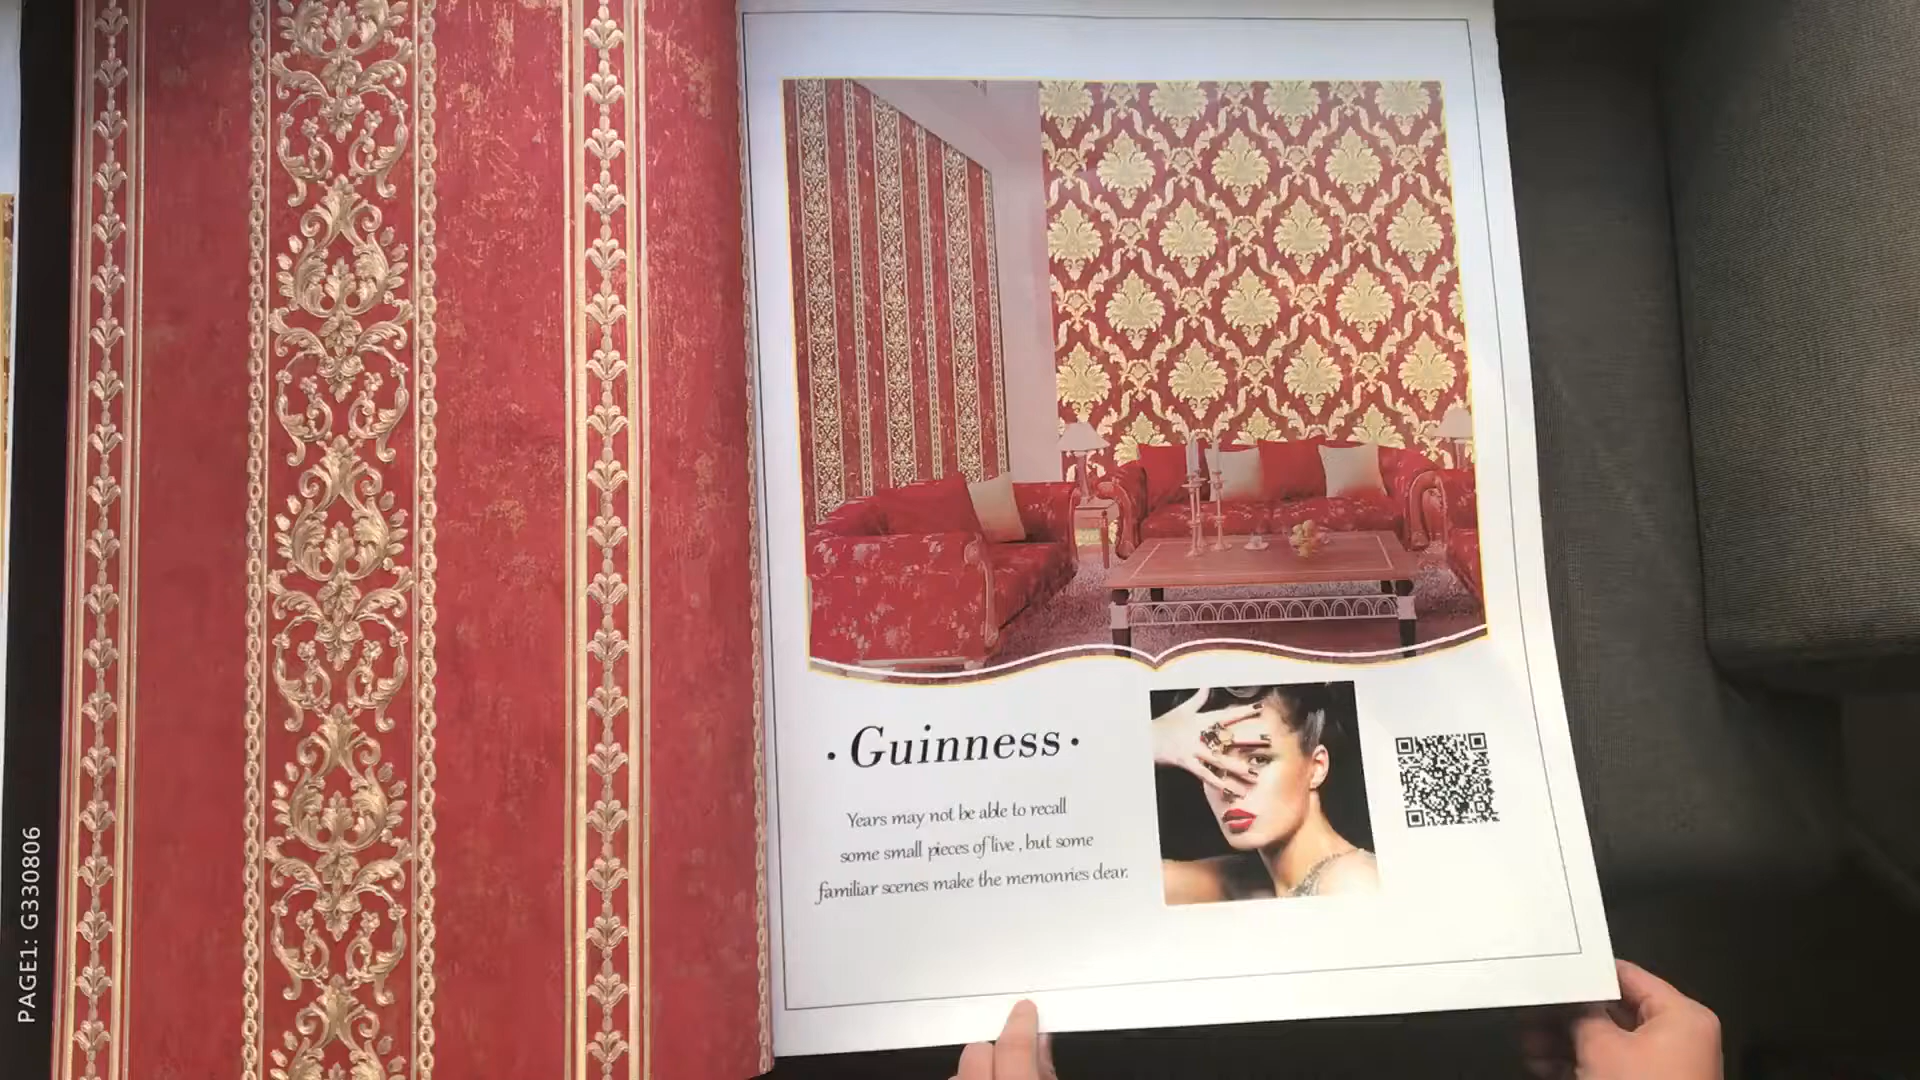 PAGE1: G330806
· Guinness ·
Years may not be able to recall
some small pieces of live , but some
familiar scenes make the memonries dear.